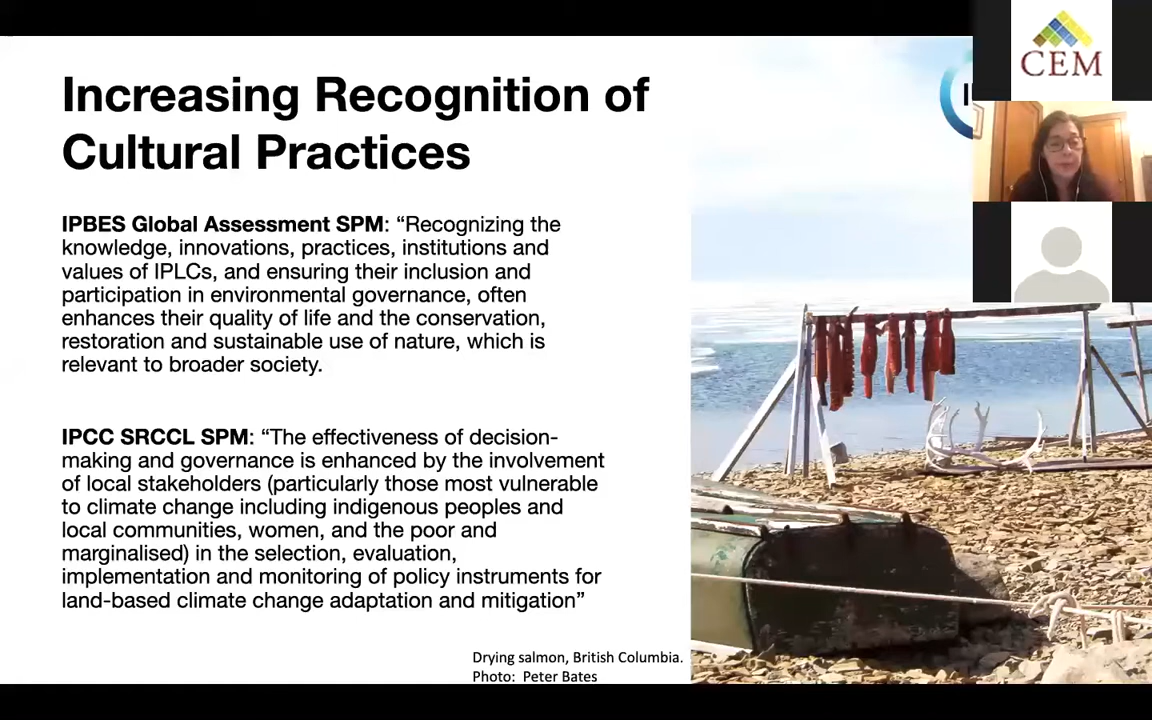 Increasing Recognition of
Cultural Practices
IPBES Global Assessment SPM: “Recognizing the
knowledge, innovations, practices, institutions and
values of IPLCs, and ensuring their inclusion and
participation in environmental governance, often
enhances their quality of life and the conservation,
restoration and sustainable use of nature, which is
relevant to broader society.
IPCC SRCCL SPM: “The effectiveness of decision-
making and governance is enhanced by the involvement
of local stakeholders (particularly those most vulnerable
to climate change including indigenous peoples and
local communities, women, and the poor and
marginalised) in the selection, evaluation,
implementation and monitoring of policy instruments for
land-based climate change adaptation and mitigation”
Drying salmon, British Columbia.
Photo: Peter Bates
CEM